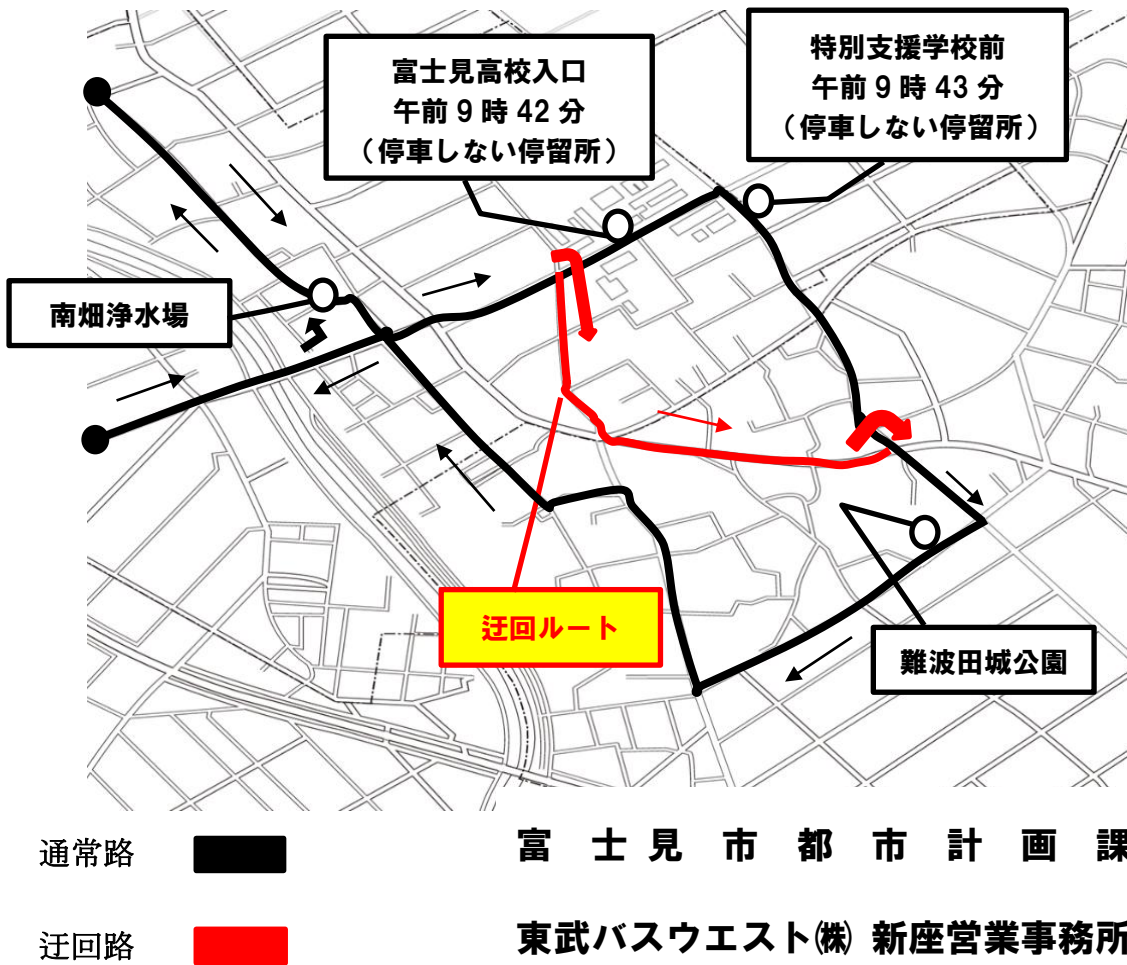 富士見高校入口
午前9時42分
(停車しない停留所)
特別支援学校前
午前9時43分
(停車しない停留所)
南畑浄水場
迂回ルート
難波田城公園
通常路
富士見市都市計画課
迂回路
東武バスウエスト㈱ 新座営業事務所